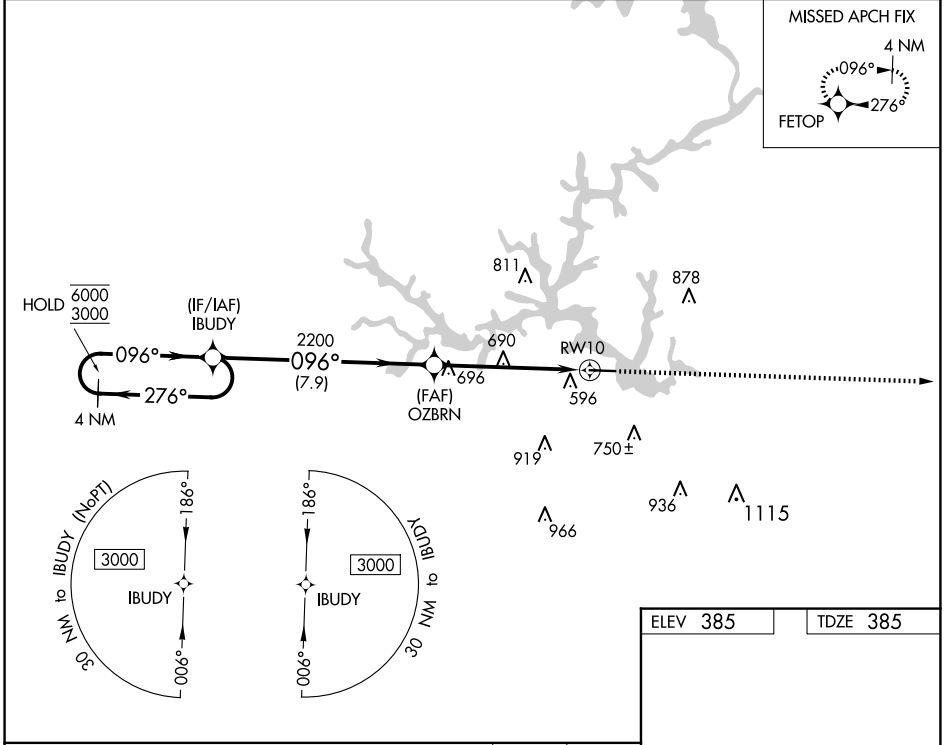 MISSED APCH FIX
4 NM
096°
276°
FETOP
811
878
HOLD
6000
3000
(IF/IAF)
IBUDY
096°
276°
4 NM
2200
096°
(7.9)
690
696
(FAF)
OZBRN
RW10
596
919
750±
966
936
1115
30 NM to IBUDY (NoPT)
186°
3000
IBUDY
006°
30 NM to IBUDY
186°
3000
IBUDY
006°
ELEV 385
TDZE 385